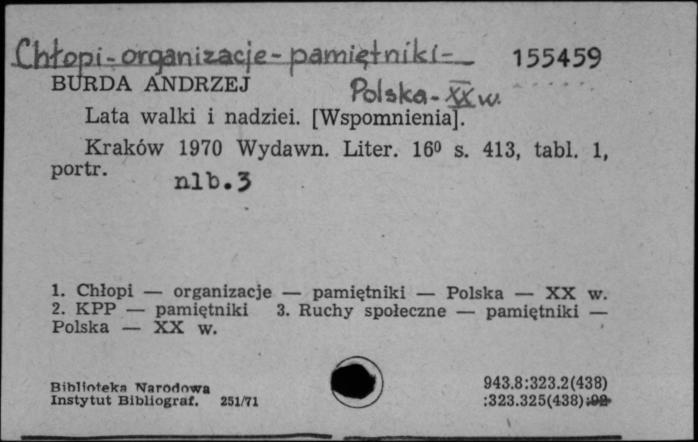 Chłopi-organizacje-pamiętniki- 155459
BURDA ANDRZEJ
Polska-XX w.
Lata walki i nadziei. [Wspomnienia].
Kraków 1970 Wydawn. Liter. 16⁰ s. 413, tabl. 1,
portr.
nlb.3
1. Chłopi — organizacje — pamiętniki — Polska — XX w.
2. KPP — pamiętniki 3. Ruchy społeczne — pamiętniki —
Polska — XX w.
Biblioteka Narodowa 943.8:323.2(438)
Instytut Bibliograf. 251/71 :323.325(438):92